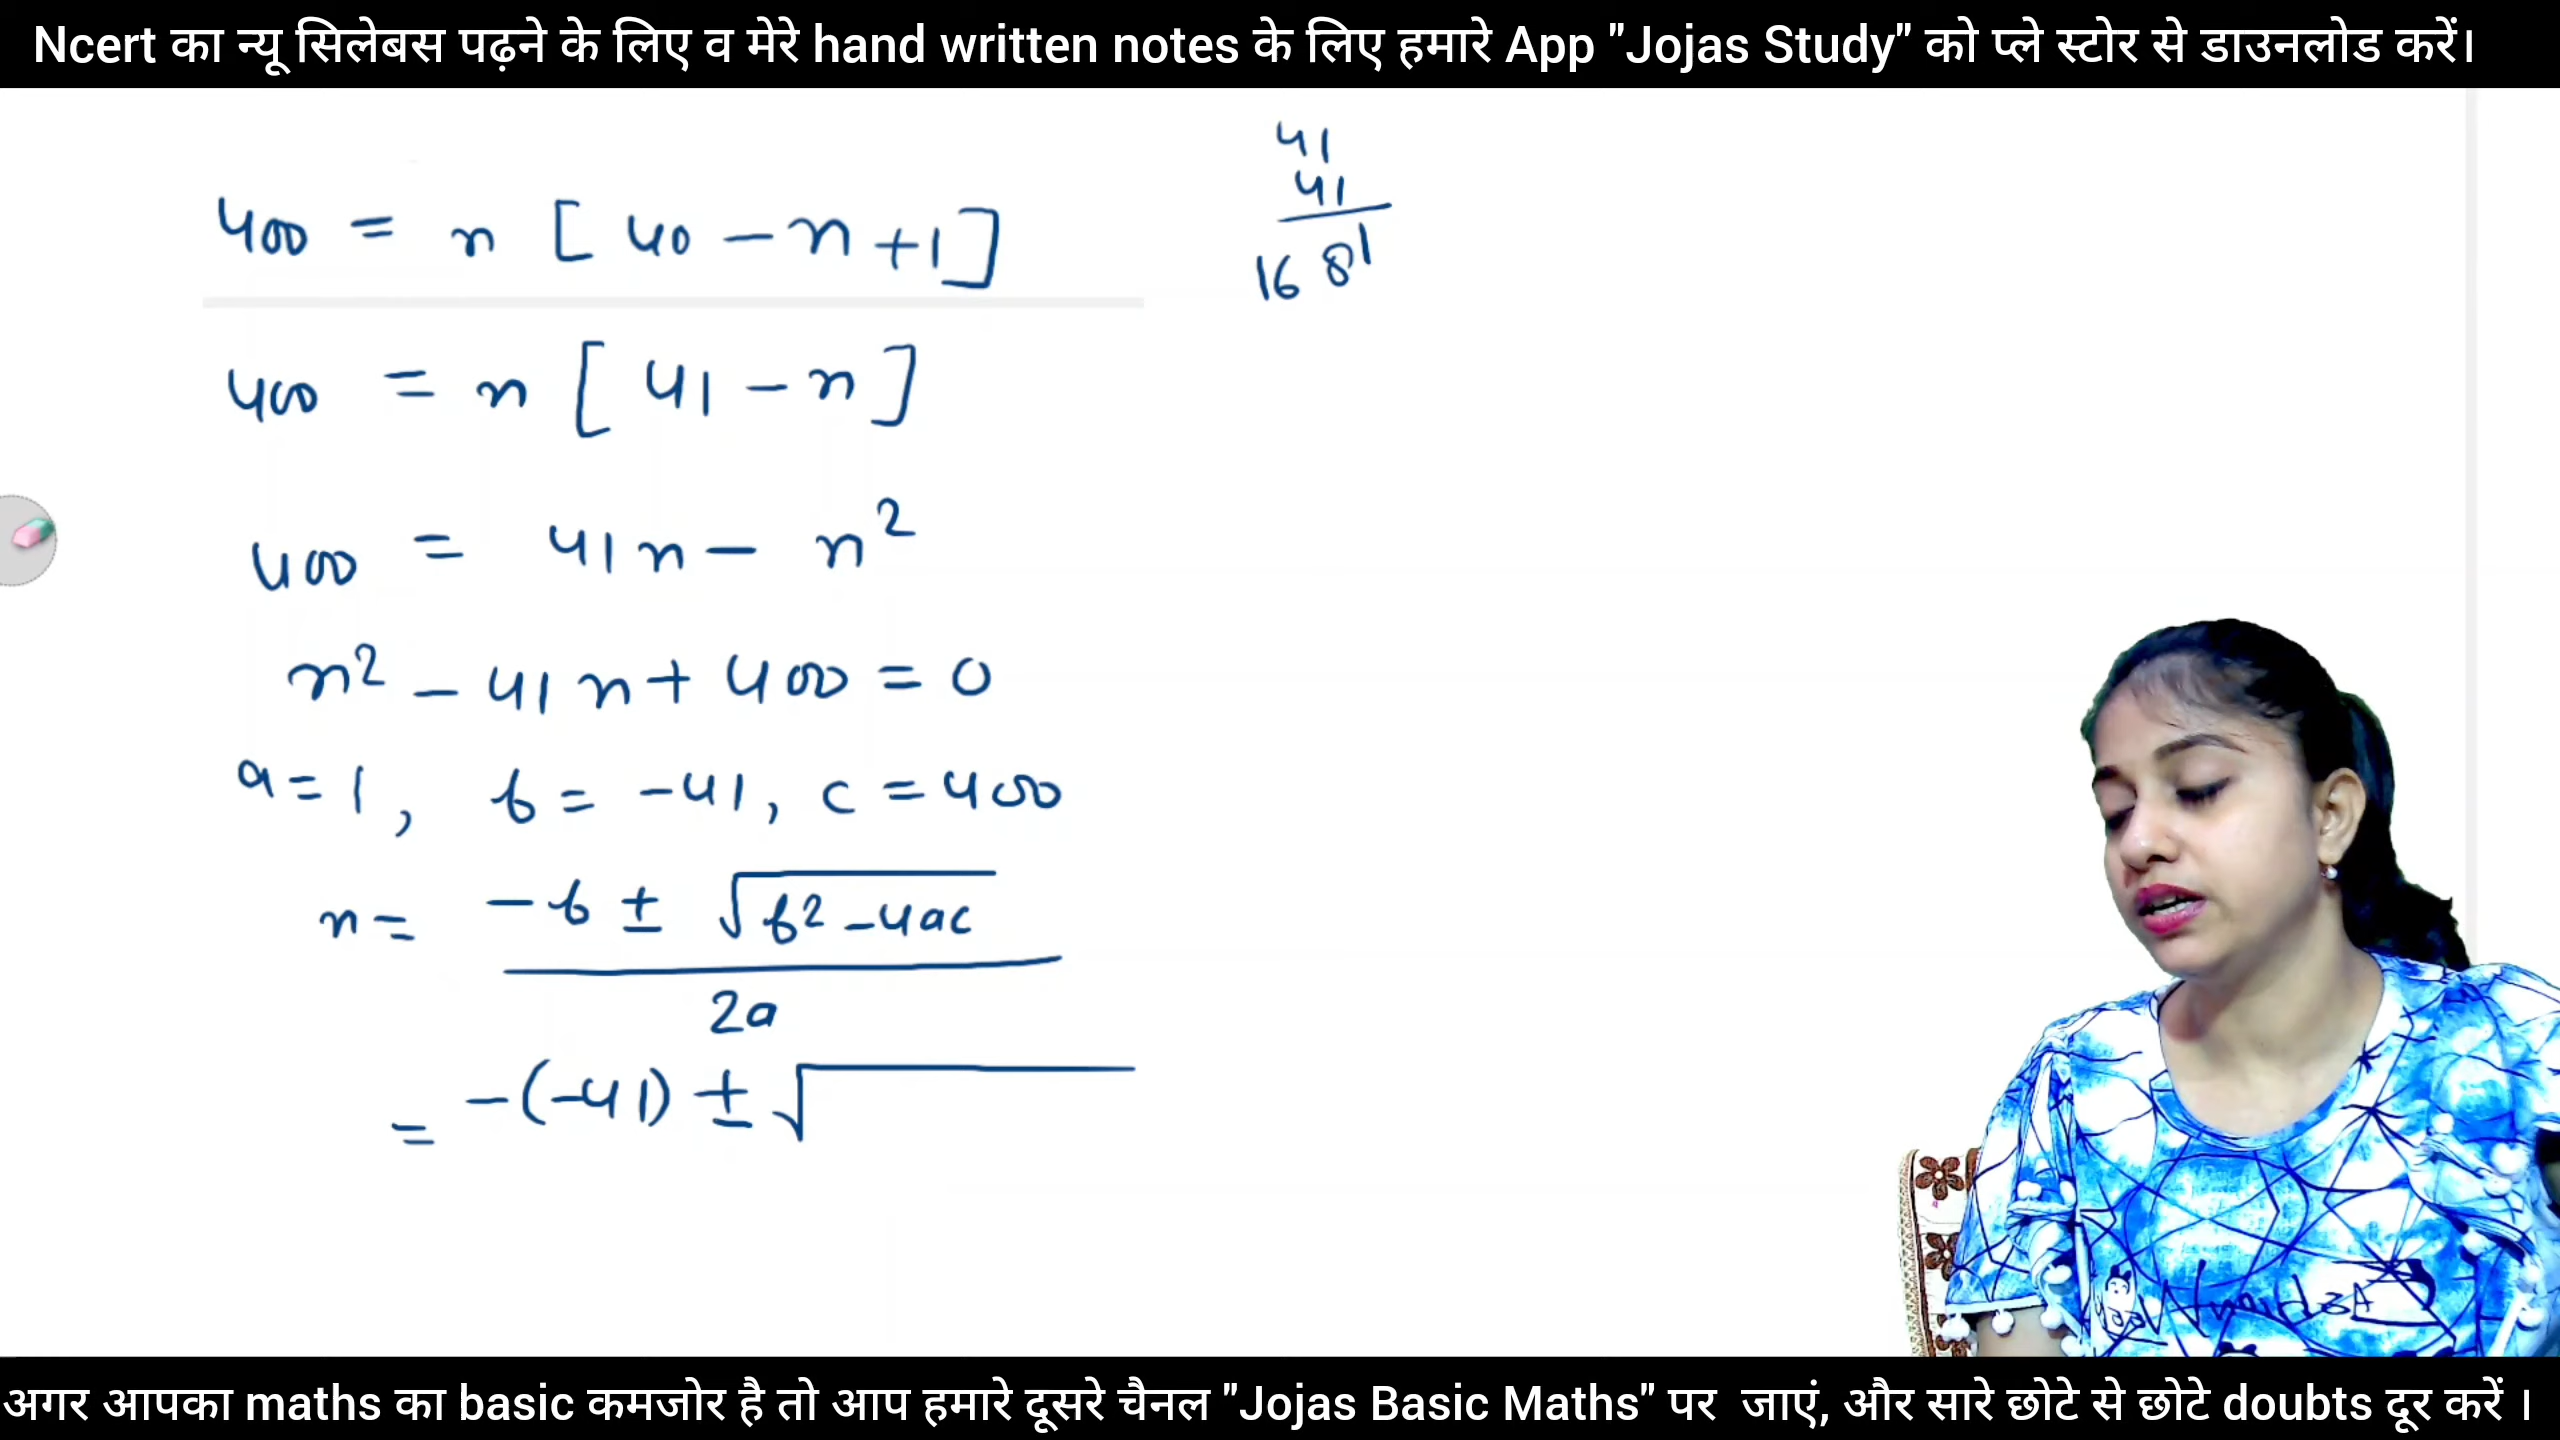 Ncert का न्यू सिलेबस पढ़ने के लिए व मेरे hand written notes के लिए हमारे App "Jojas Study" को प्ले स्टोर से डाउनलोड करें।
400 = n [ 40 - n + 1 ]
400 = n [ 41 - n ]
400 = 41n - n²
n² - 41n + 400 = 0
a = 1, b = -41, c = 400
n = -b ± √b² - 4ac
2a
= -(-41) ± √
41
41
1681
अगर आपका maths का basic कमजोर है तो आप हमारे दूसरे चैनल "Jojas Basic Maths" पर जाएं, और सारे छोटे से छोटे doubts दूर करें ।